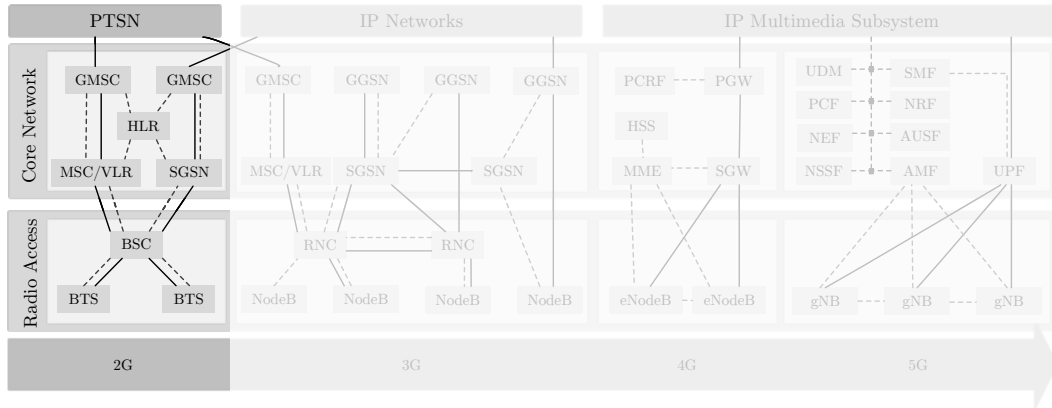 PTSN
IP Networks
IP Multimedia Subsystem
Core Network
GMSC
GMSC
HLR
MSC/VLR
SGSN
GMSC
GGSN
GGSN
GGSN
MSC/VLR
SGSN
SGSN
PCRF
PGW
HSS
MME
SGW
UDM
SMF
PCF
NRF
NEF
AUSF
NSSF
AMF
UPF
Radio Access
BSC
BTS
BTS
RNC
RNC
NodeB
NodeB
NodeB
NodeB
eNodeB
eNodeB
gNB
gNB
gNB
2G
3G
4G
5G